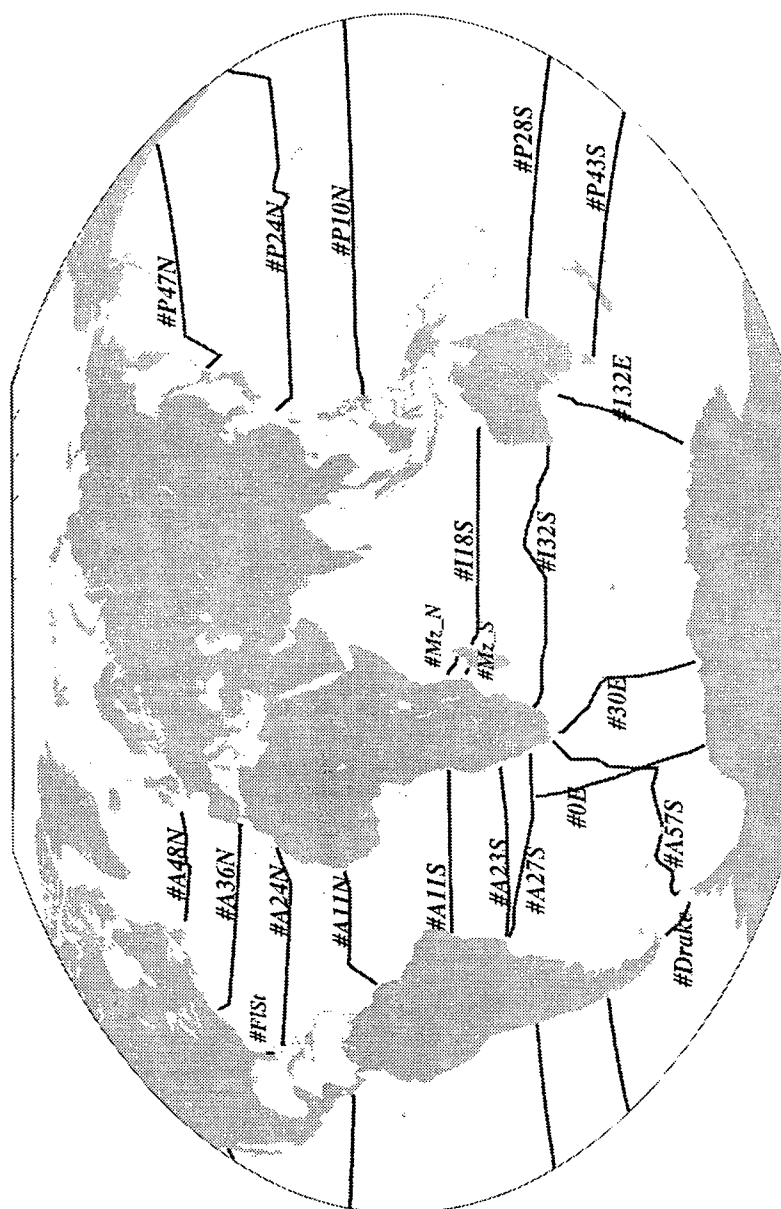 #P47N
#P24N
#P10N
#P28S
#P43S
#I32E
#I18S
#I32S
#Mz_N
#Mz_S
#30E
#0E
#A48N
#A36N
#A24N
#A11N
#FlSt
#A11S
#A23S
#A27S
#A57S
#Drake